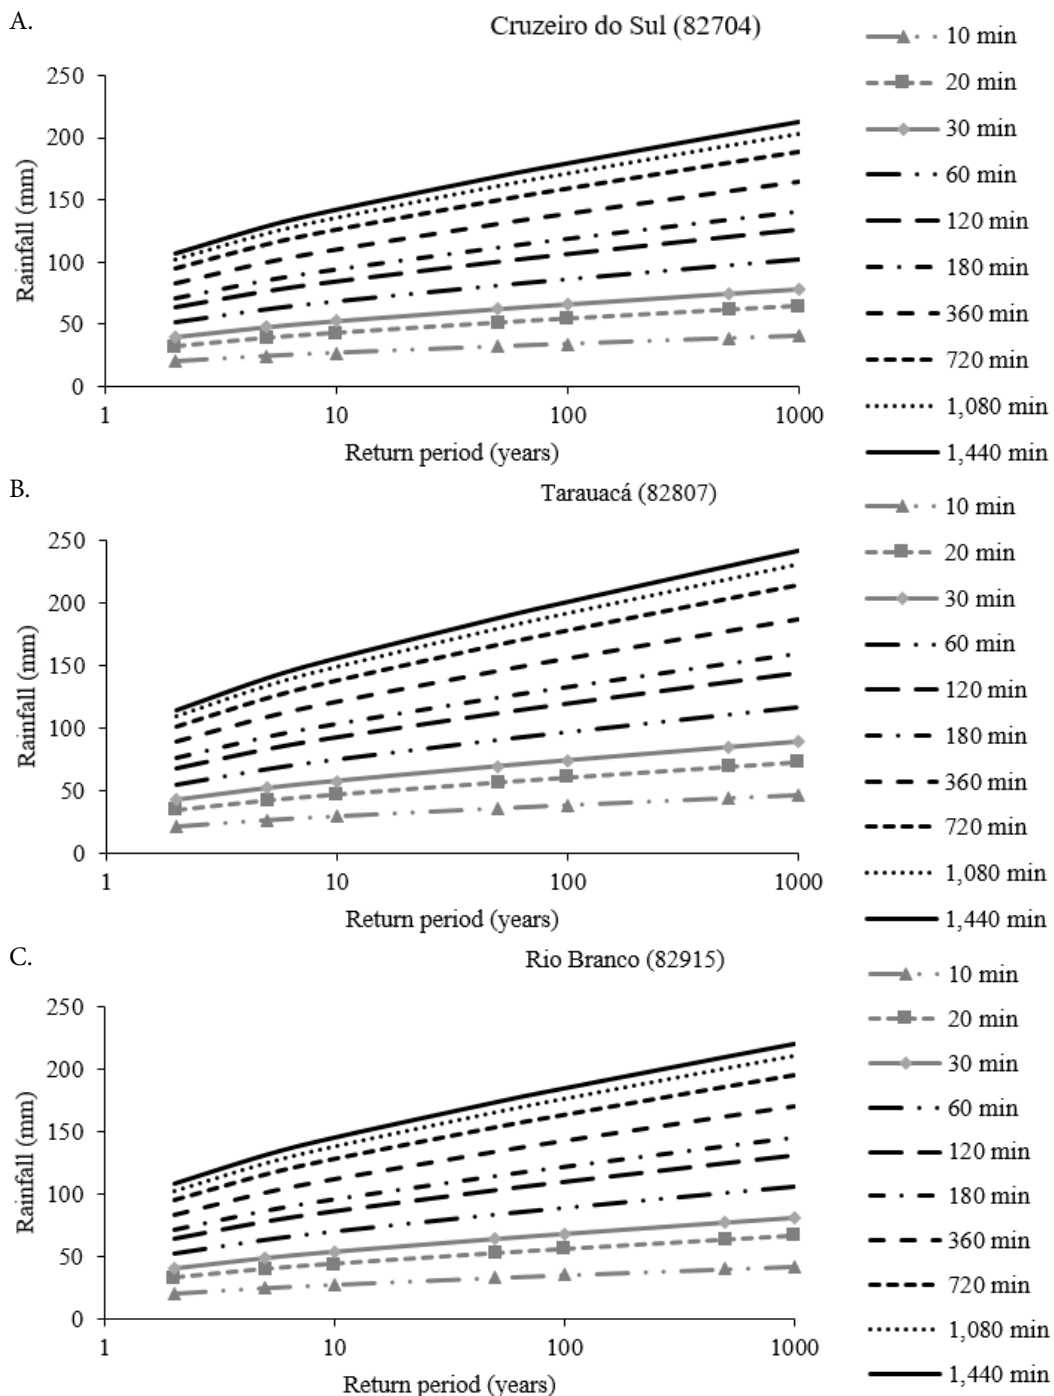 A.
Cruzeiro do Sul (82704)
Rainfall (mm)
250
200
150
100
50
0
1
10
100
1000
Return period (years)
10 min
20 min
30 min
60 min
120 min
180 min
360 min
720 min
1,080 min
1,440 min
B.
Tarauacá (82807)
Rainfall (mm)
250
200
150
100
50
0
1
10
100
1000
Return period (years)
10 min
20 min
30 min
60 min
120 min
180 min
360 min
720 min
1,080 min
1,440 min
C.
Rio Branco (82915)
Rainfall (mm)
250
200
150
100
50
0
1
10
100
1000
Return period (years)
10 min
20 min
30 min
60 min
120 min
180 min
360 min
720 min
1,080 min
1,440 min